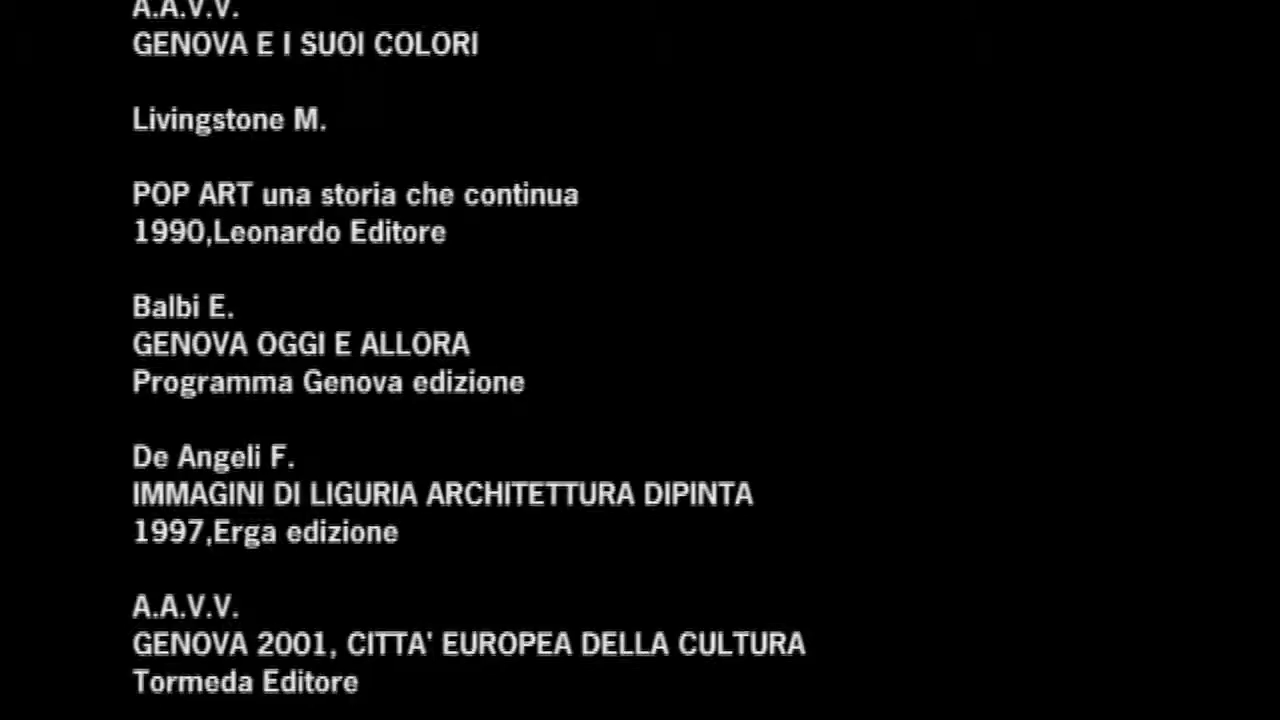 A.A.V.V.
GENOVA E I SUOI COLORI
Livingstone M.
POP ART una storia che continua
1990,Leonardo Editore
Balbi E.
GENOVA OGGI E ALLORA
Programma Genova edizione
De Angeli F.
IMMAGINI DI LIGURIA ARCHITETTURA DIPINTA
1997,Erga edizione
A.A.V.V.
GENOVA 2001, CITTA' EUROPEA DELLA CULTURA
Tormeda Editore